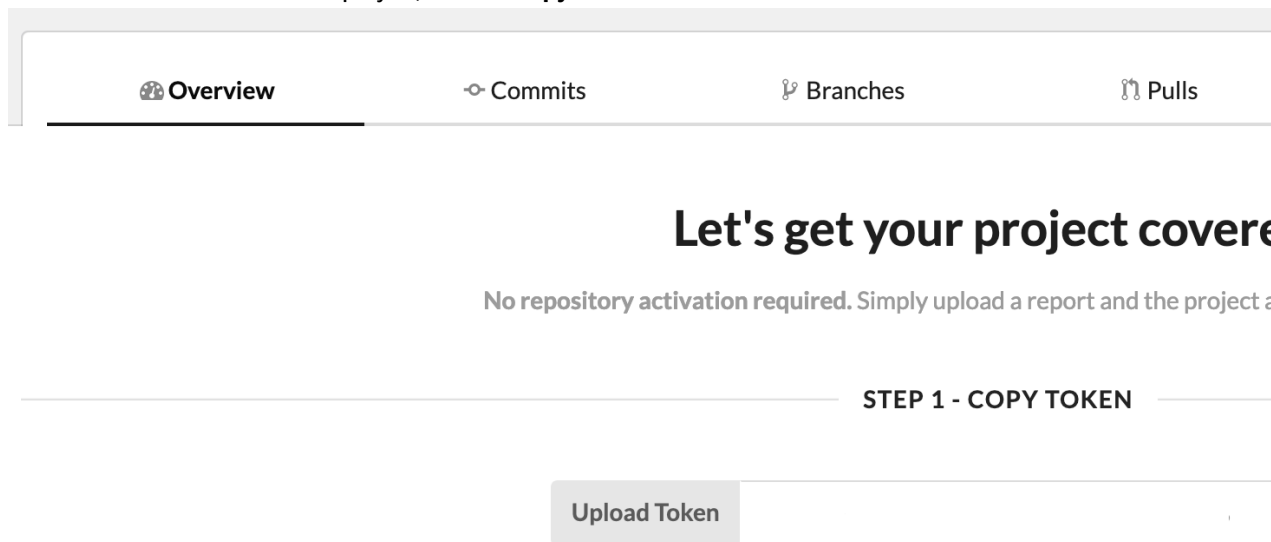 Overview Commits Branches Pulls
Let's get your project covere
No repository activation required. Simply upload a report and the project a
STEP 1 - COPY TOKEN
Upload Token